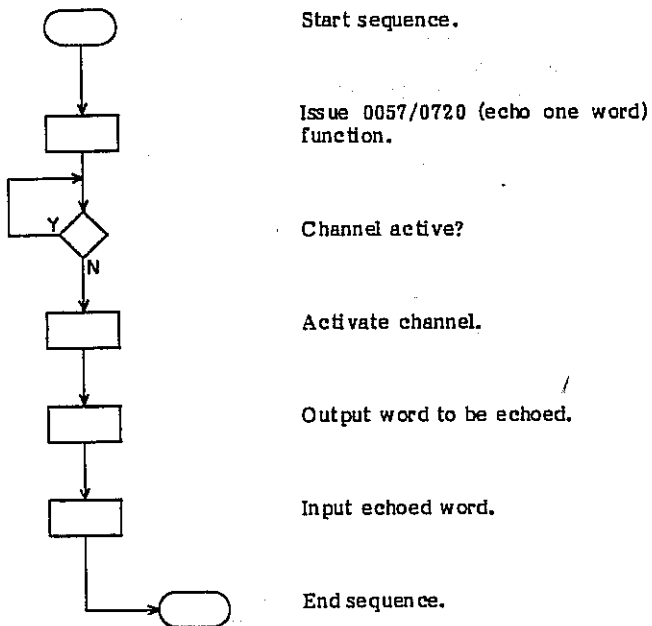 Start sequence.
Issue 0057/0720 (echo one word)
function.
Y
Channel active?
N
Activate channel.
Output word to be echoed.
Input echoed word.
End sequence.